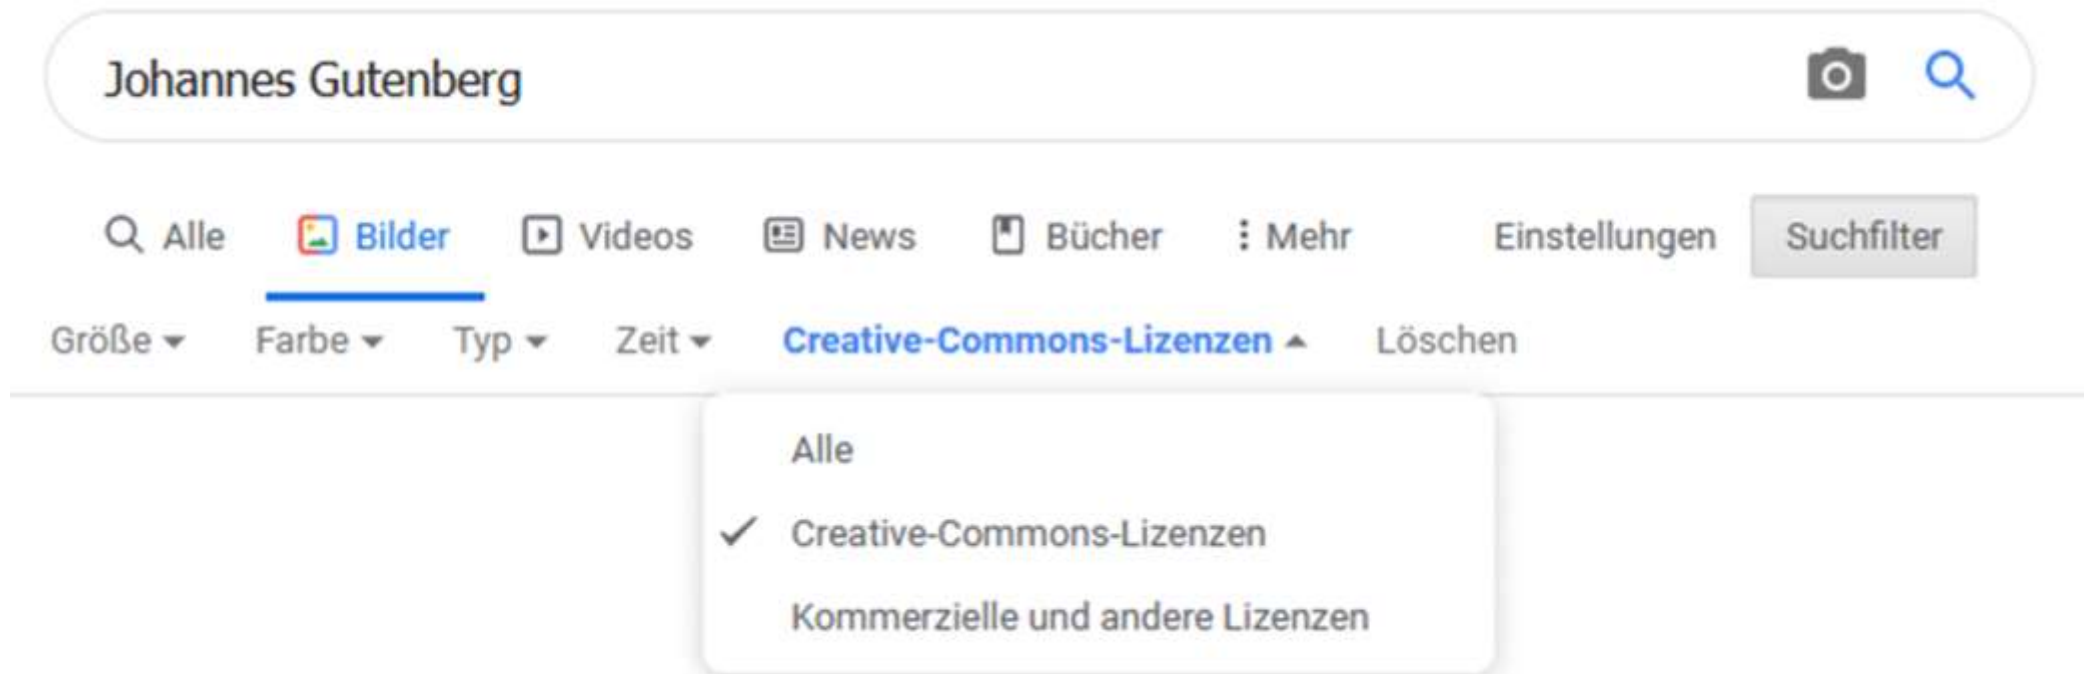 Johannes Gutenberg
Alle Bilder Videos News Bücher Mehr Einstellungen Suchfilter
Größe Farbe Typ Zeit Creative-Commons-Lizenzen Löschen
Alle
Creative-Commons-Lizenzen
Kommerzielle und andere Lizenzen